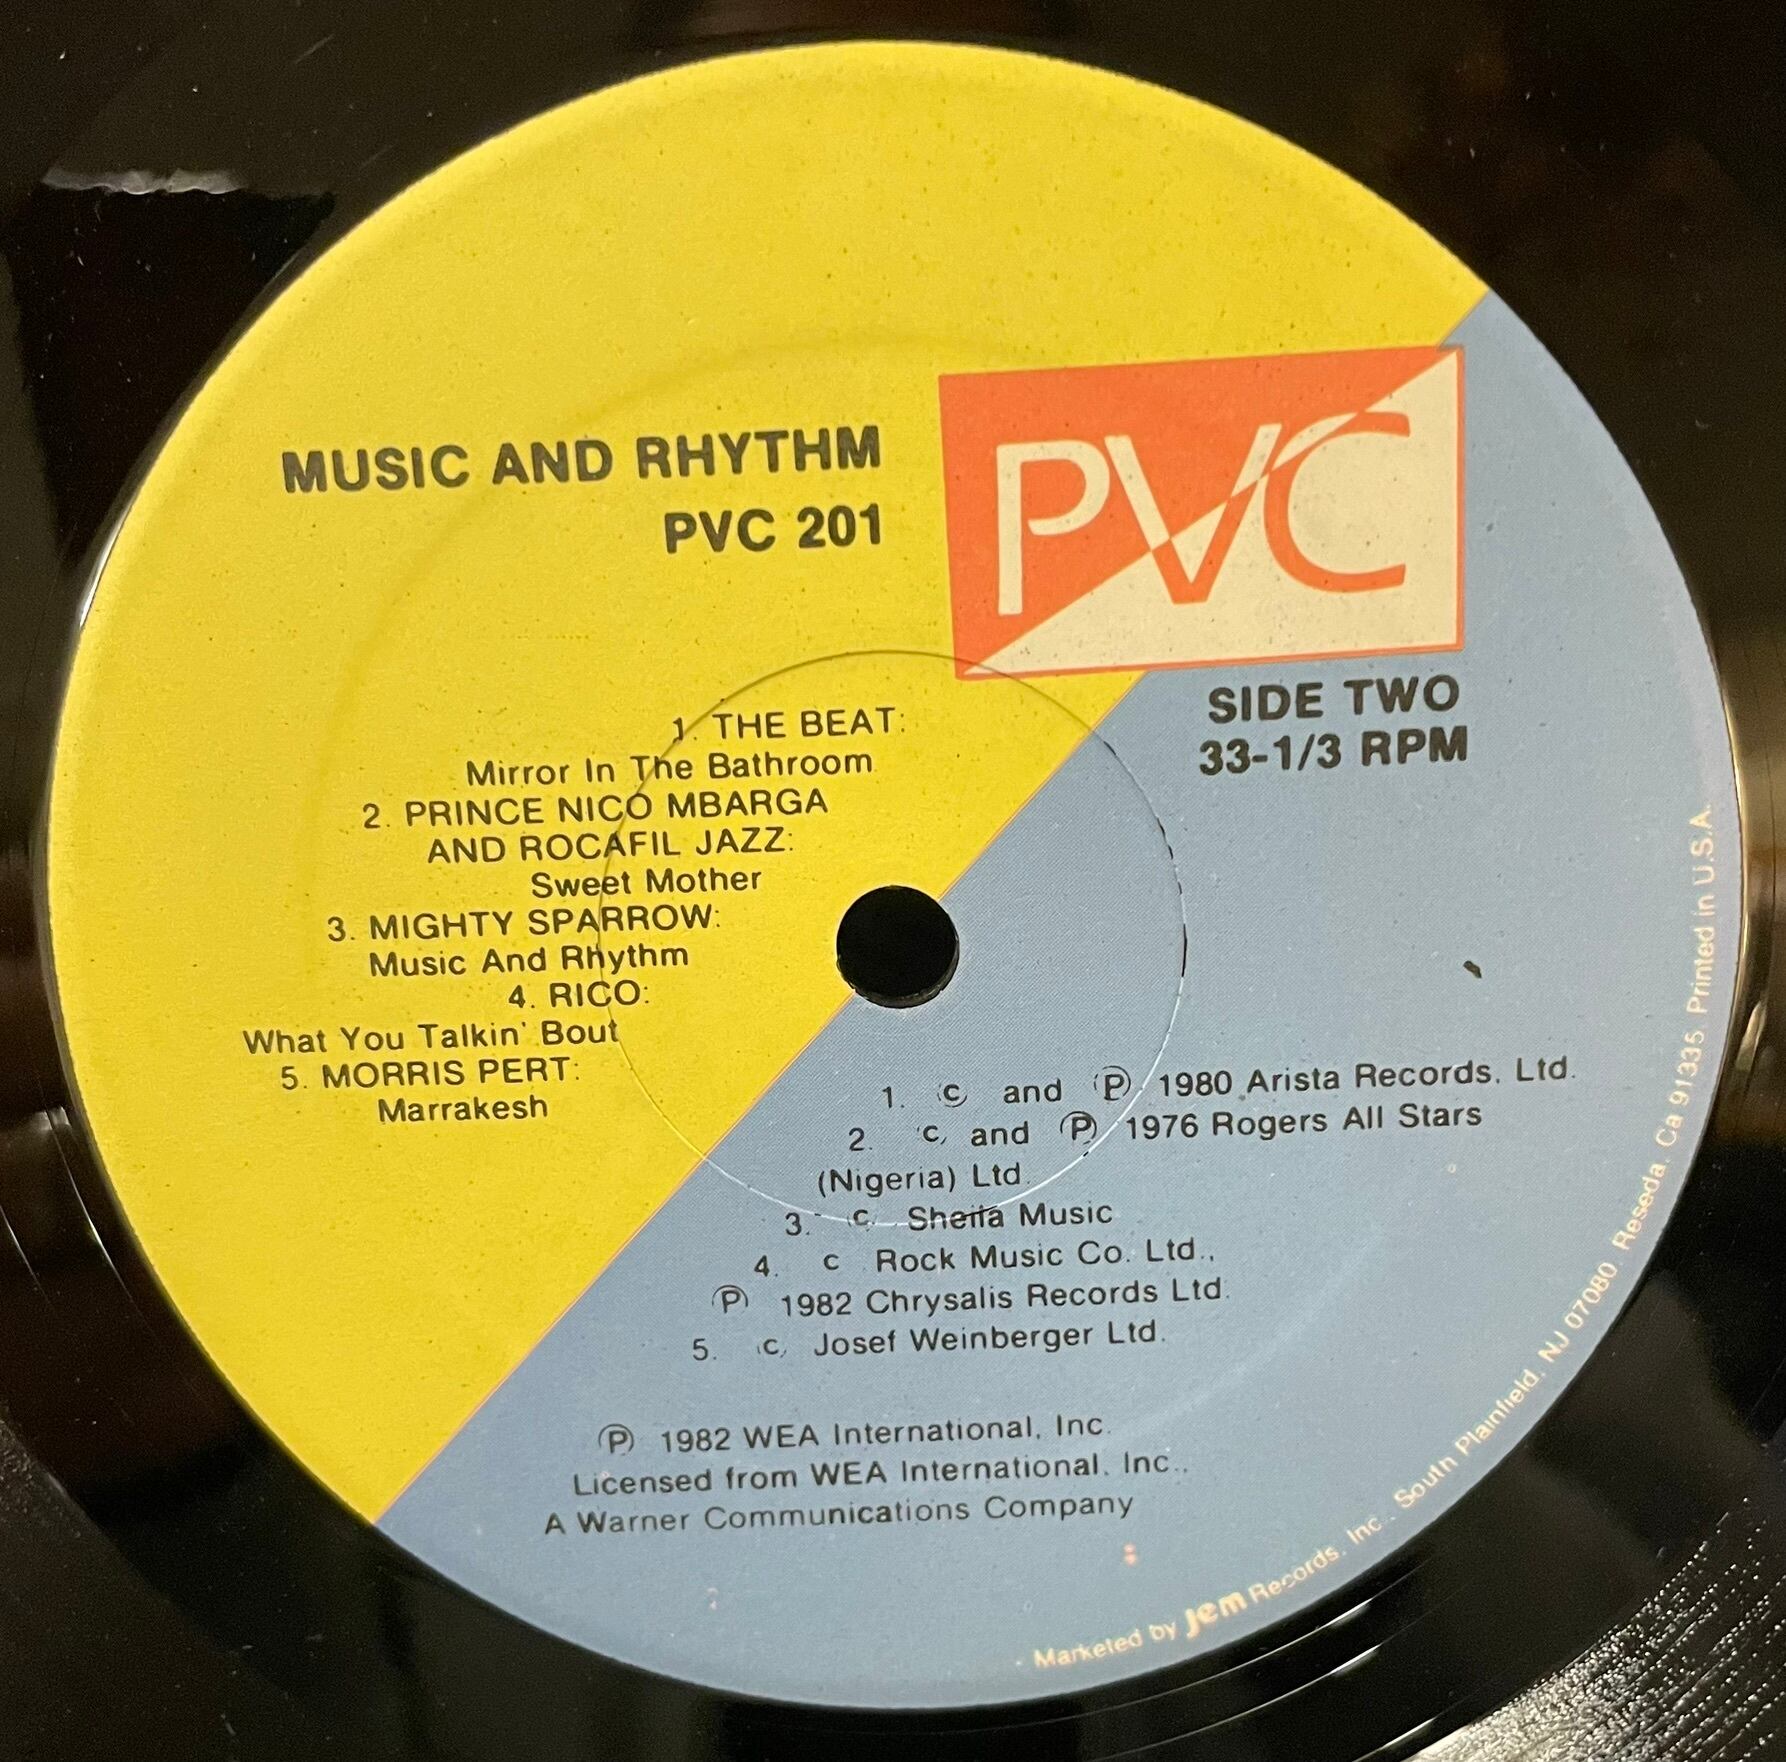 MUSIC AND RHYTHM
PVC 201
PVC
SIDE TWO
33-1/3 RPM
1. THE BEAT:
Mirror In The Bathroom
2. PRINCE NICO MBARGA
AND ROCAFIL JAZZ:
Sweet Mother
3. MIGHTY SPARROW:
Music And Rhythm
4. RICO:
What You Talkin' Bout
5. MORRIS PERT:
Marrakesh
1. © and ℗ 1980 Arista Records, Ltd.
2. © and ℗ 1976 Rogers All Stars
(Nigeria) Ltd.
3. © Sheila Music
4. © Rock Music Co. Ltd.,
℗ 1982 Chrysalis Records Ltd.
5. © Josef Weinberger Ltd.
℗ 1982 WEA International, Inc.
Licensed from WEA International, Inc.,
A Warner Communications Company
Marketed by Jem Records, Inc., South Plainfield, NJ 07080, Reseda, Ca 91335 Printed in U.S.A.